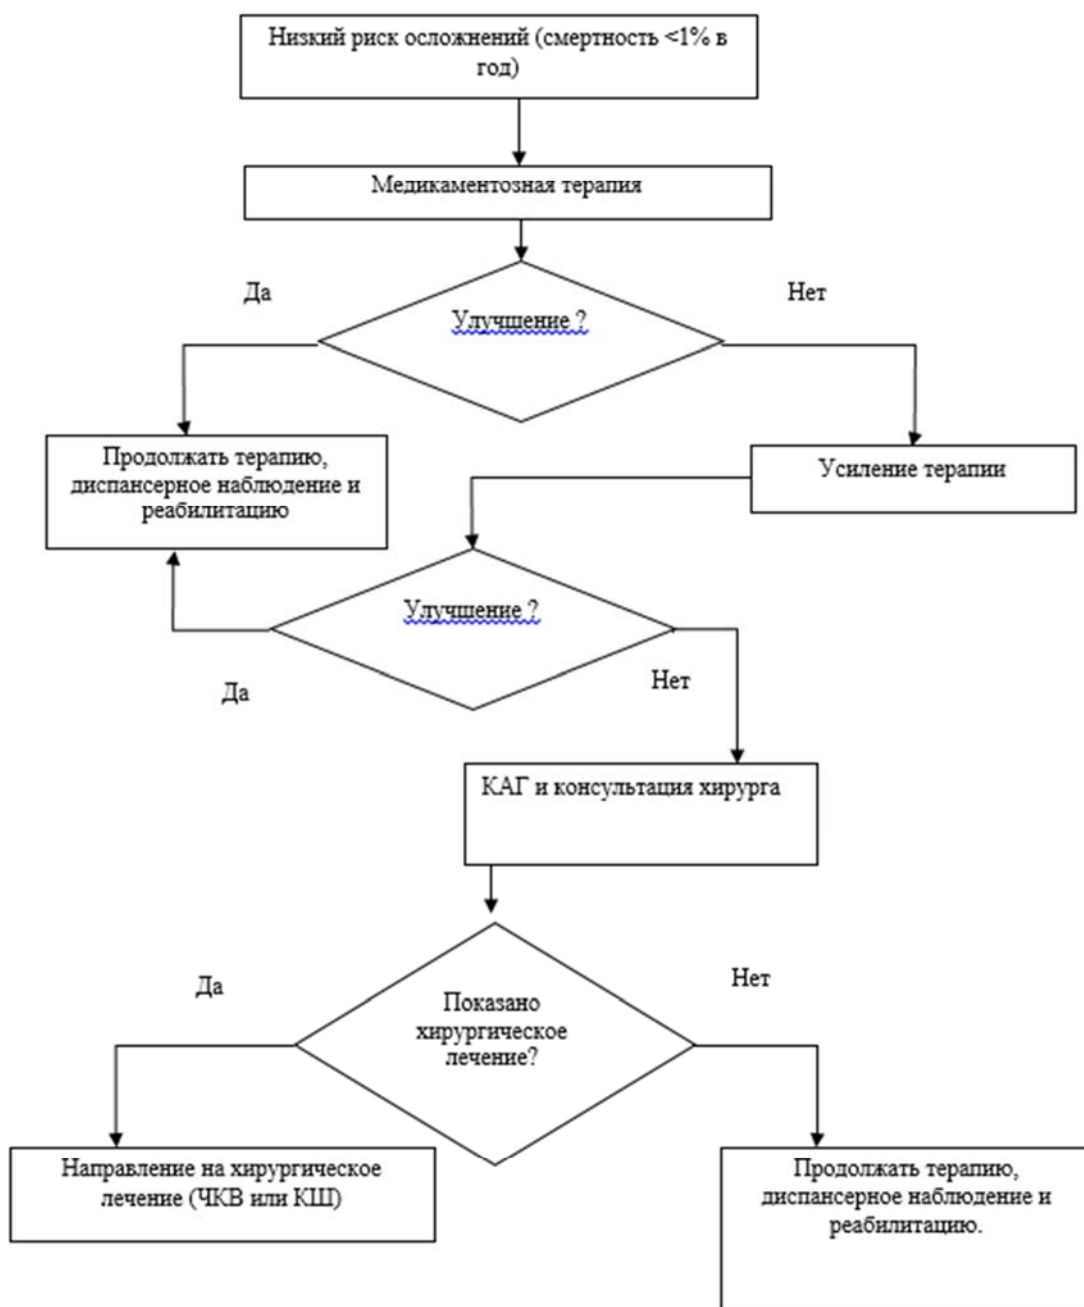 Низкий риск осложнений (смертность <1% в
год)
Медикаментозная терапия
Да
Нет
Улучшение ?
Продолжать терапию,
диспансерное наблюдение и
реабилитацию
Усиление терапии
Улучшение ?
Да
Нет
КАГ и консультация хирурга
Да
Нет
Показано
хирургическое
лечение?
Направление на хирургическое
лечение (ЧКВ или КШ)
Продолжать терапию,
диспансерное наблюдение и
реабилитацию.